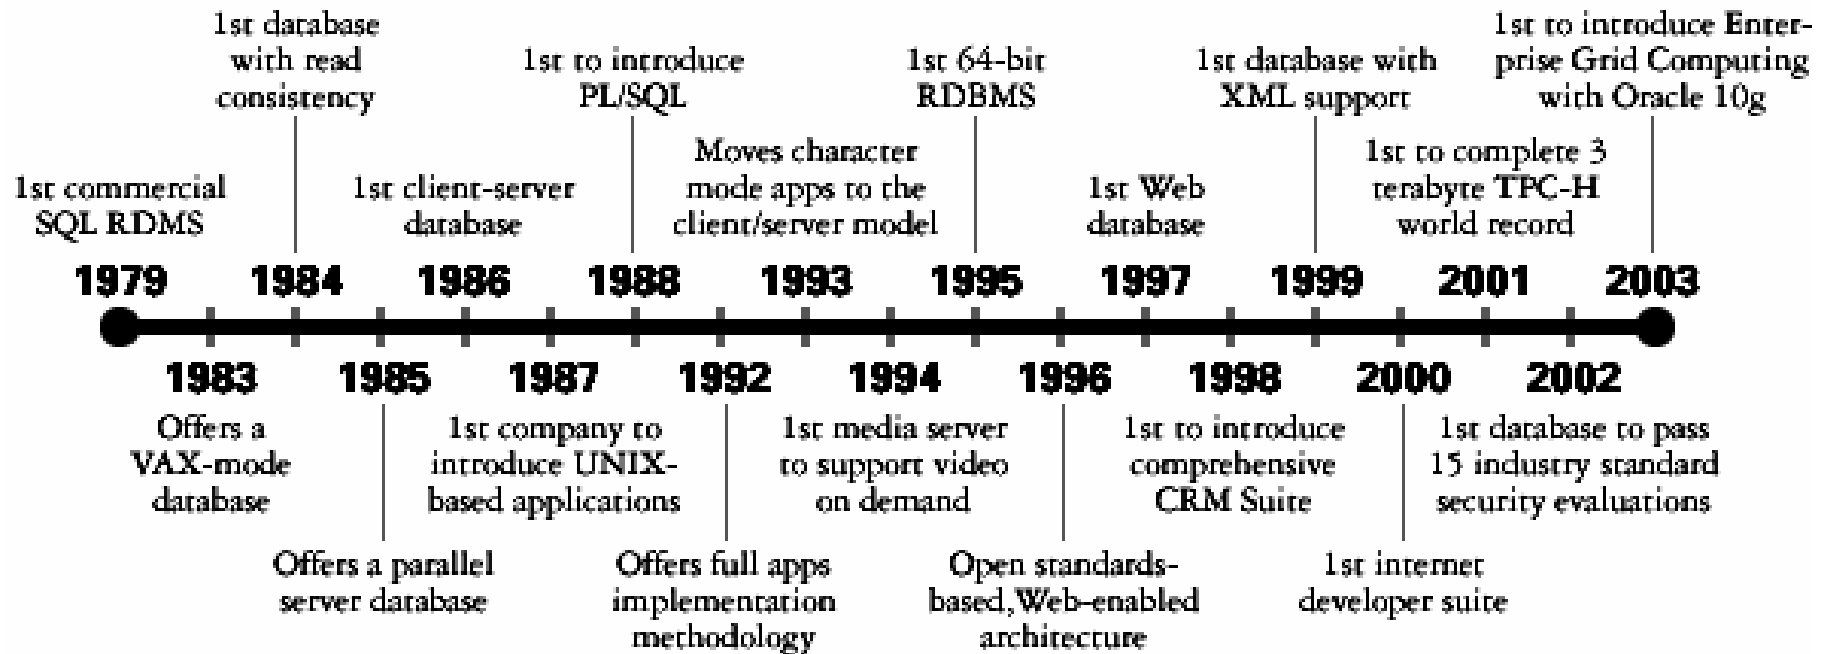 1st database
with read
consistency
1st to introduce
PL/SQL
1st 64-bit
RDBMS
1st database with
XML support
1st to introduce Enter-
prise Grid Computing
with Oracle 10g
1st commercial
SQL RDMS
1st client-server
database
Moves character
mode apps to the
client/server model
1st Web
database
1st to complete 3
terabyte TPC-H
world record
1979 1984 1986 1988 1993 1995 1997 1999 2001 2003
1983 1985 1987 1992 1994 1996 1998 2000 2002
Offers a
VAX-mode
database
1st company to
introduce UNIX-
based applications
1st media server
to support video
on demand
1st to introduce
comprehensive
CRM Suite
1st database to pass
15 industry standard
security evaluations
Offers a parallel
server database
Offers full apps
implementation
methodology
Open standards-
based,Web-enabled
architecture
1st internet
developer suite